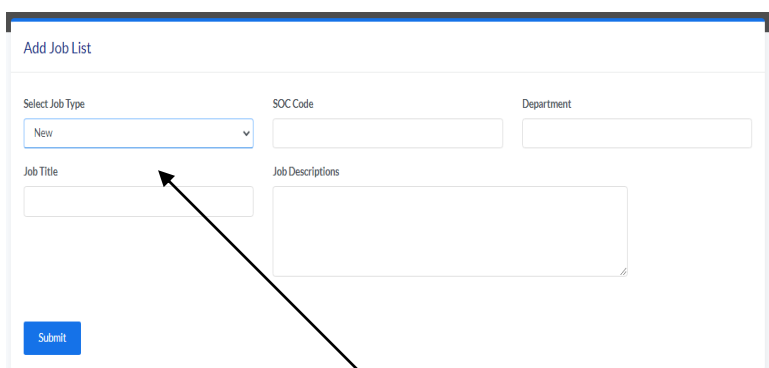 Add Job List
Select Job Type SOC Code Department
New
Job Title Job Descriptions
Submit